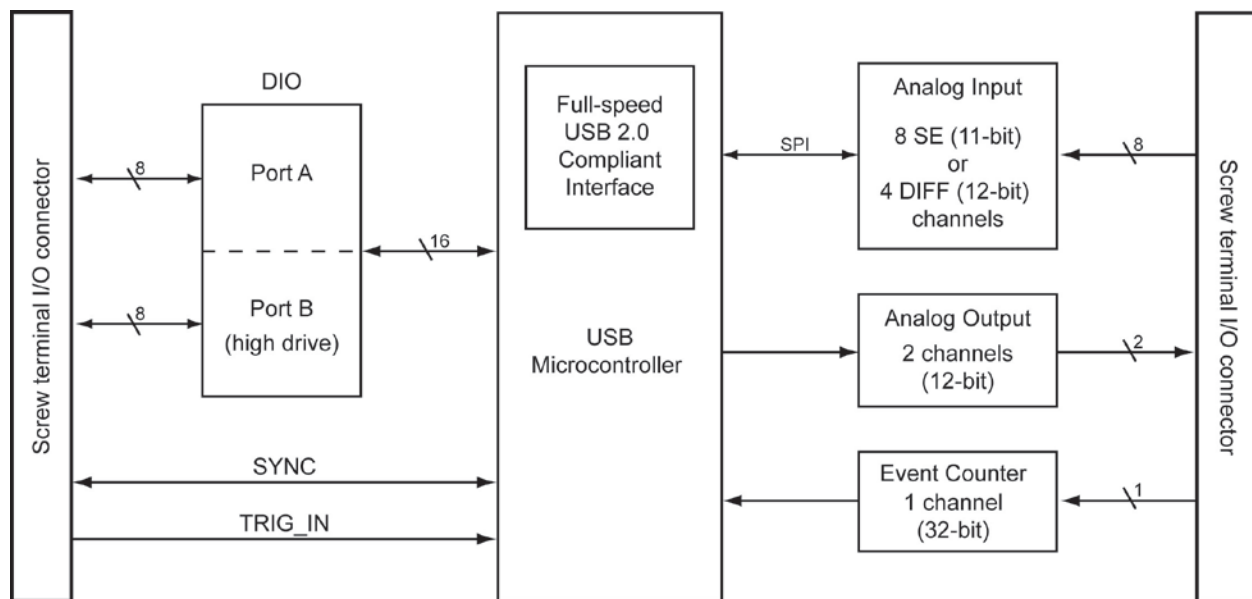 Screw terminal I/O connector
DIO
8
Port A
16
8
Port B
(high drive)
SYNC
TRIG_IN
Full-speed
USB 2.0
Compliant
Interface
USB
Microcontroller
SPI
Analog Input
8 SE (11-bit)
or
4 DIFF (12-bit)
channels
8
Analog Output
2 channels
(12-bit)
2
Event Counter
1 channel
(32-bit)
1
Screw terminal I/O connector